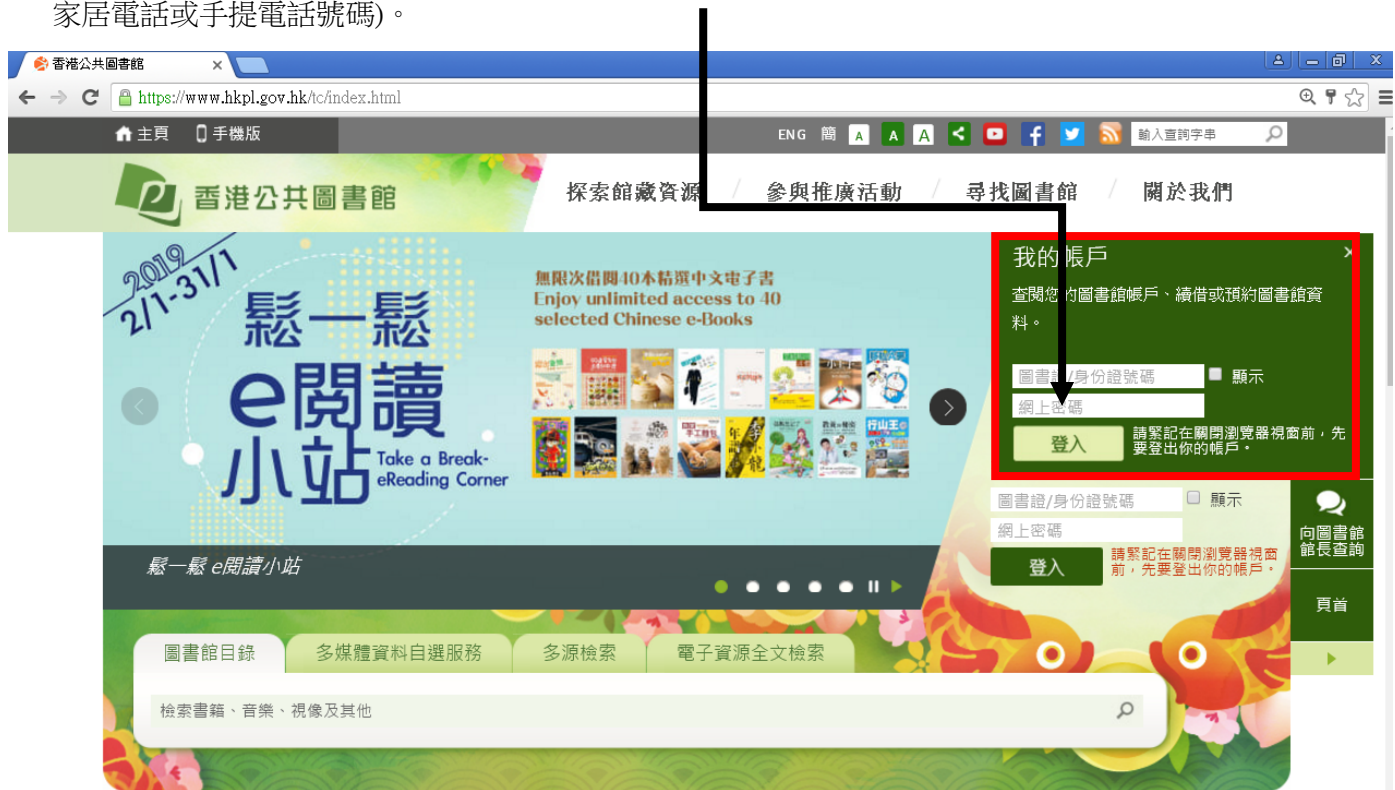 家居電話或手提電話號碼)。
香港公共圖書館
https://www.hkpl.gov.hk/tc/index.html
主頁 手機版
ENG 簡 A A A
輸入查詢字串
香港公共圖書館
探索館藏資源 / 參與推廣活動 / 尋找圖書館 / 關於我們
2019
2/1-31/1
鬆一鬆
e閱讀
小站
Take a Break-
eReading Corner
無限次借閱40本精選中文電子書
Enjoy unlimited access to 40
selected Chinese e-Books
鬆一鬆 e閱讀小站
我的帳戶
查閱您的圖書館帳戶、續借或預約圖書館資
料。
圖書證/身份證號碼 顯示
網上密碼
登入
請緊記在關閉瀏覽器視窗前，先
要登出你的帳戶。
圖書證/身份證號碼 顯示
網上密碼
登入
請緊記在關閉瀏覽器視窗
前，先要登出你的帳戶。
向圖書館
館長查詢
頁首
圖書館目錄 多媒體資料自選服務 多源檢索 電子資源全文檢索
檢索書籍、音樂、視像及其他